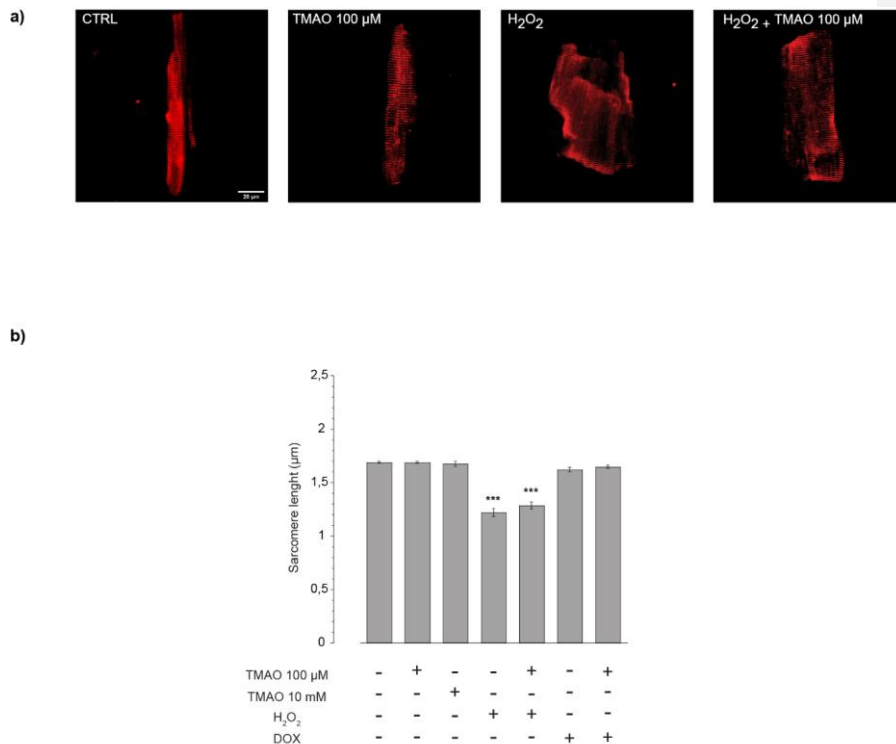 a)
CTRL
TMAO 100 µM
H₂O₂
H₂O₂ + TMAO 100 µM
20 µm
b)
Sarcomere lenght (µm)
2,5
2
1,5
1
0,5
0
***
***
TMAO 100 µM - + - - + - +
TMAO 10 mM - - + - - - -
H₂O₂ - - - + + - -
DOX - - - - - + +